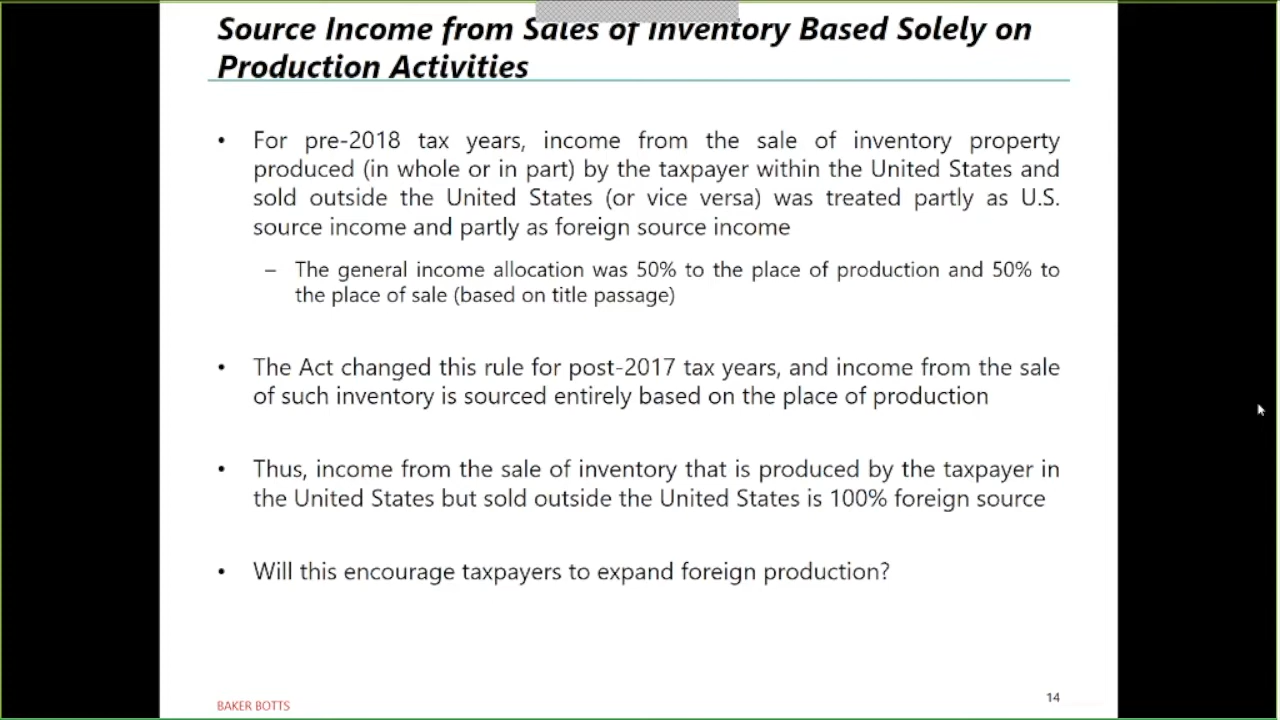 Source Income from Sales of Inventory Based Solely on
Production Activities
• For pre-2018 tax years, income from the sale of inventory property
produced (in whole or in part) by the taxpayer within the United States and
sold outside the United States (or vice versa) was treated partly as U.S.
source income and partly as foreign source income
– The general income allocation was 50% to the place of production and 50% to
the place of sale (based on title passage)
• The Act changed this rule for post-2017 tax years, and income from the sale
of such inventory is sourced entirely based on the place of production
• Thus, income from the sale of inventory that is produced by the taxpayer in
the United States but sold outside the United States is 100% foreign source
• Will this encourage taxpayers to expand foreign production?
BAKER BOTTS
14